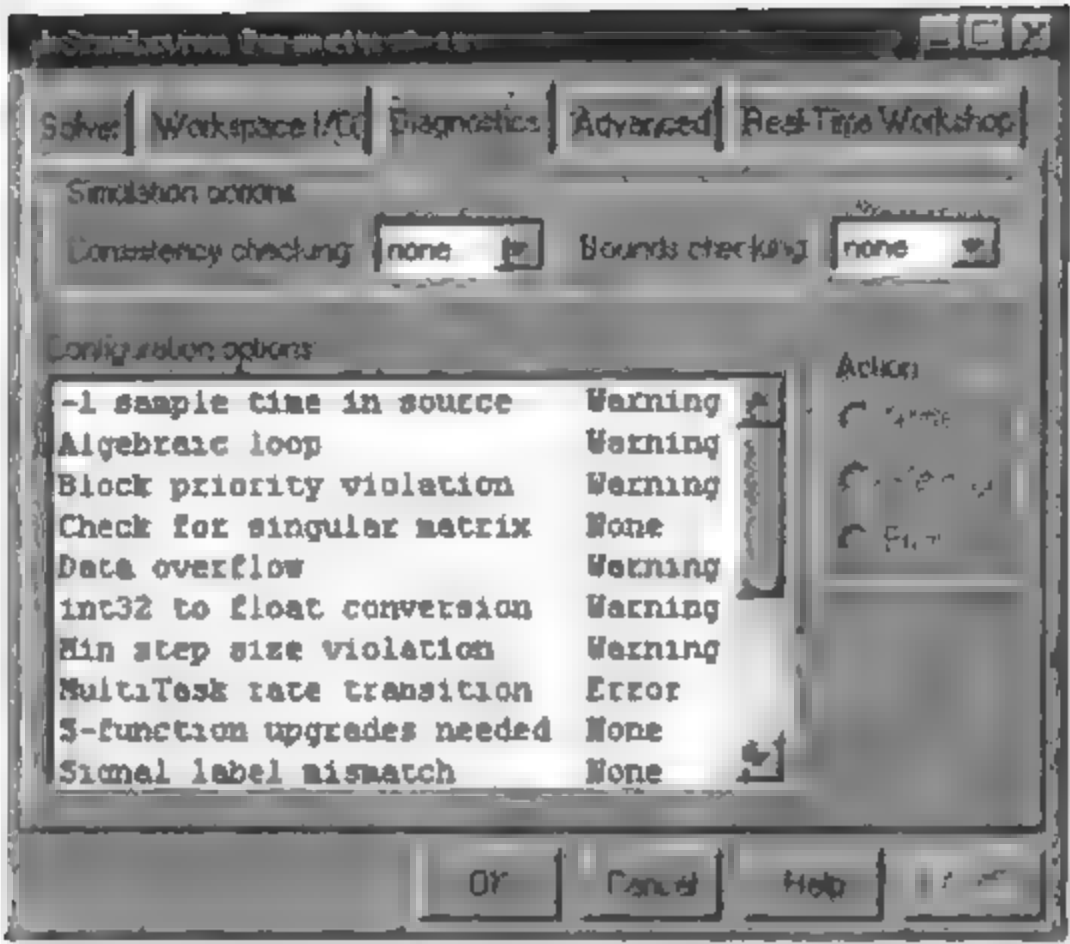 Simulation Parameters:
Solver Workspace I/O Diagnostics Advanced Real-Time Workshop
Simulation options
Consistency checking none Bounds checking none
Configuration options
Action
-1 sample time in source Warning
Algebraic loop Warning
Block priority violation Warning
Check for singular matrix None
Data overflow Warning
int32 to float conversion Warning
Min step size violation Warning
MultiTask rate transition Error
S-function upgrades needed None
Signal label mismatch None
Error
OK Cancel Help